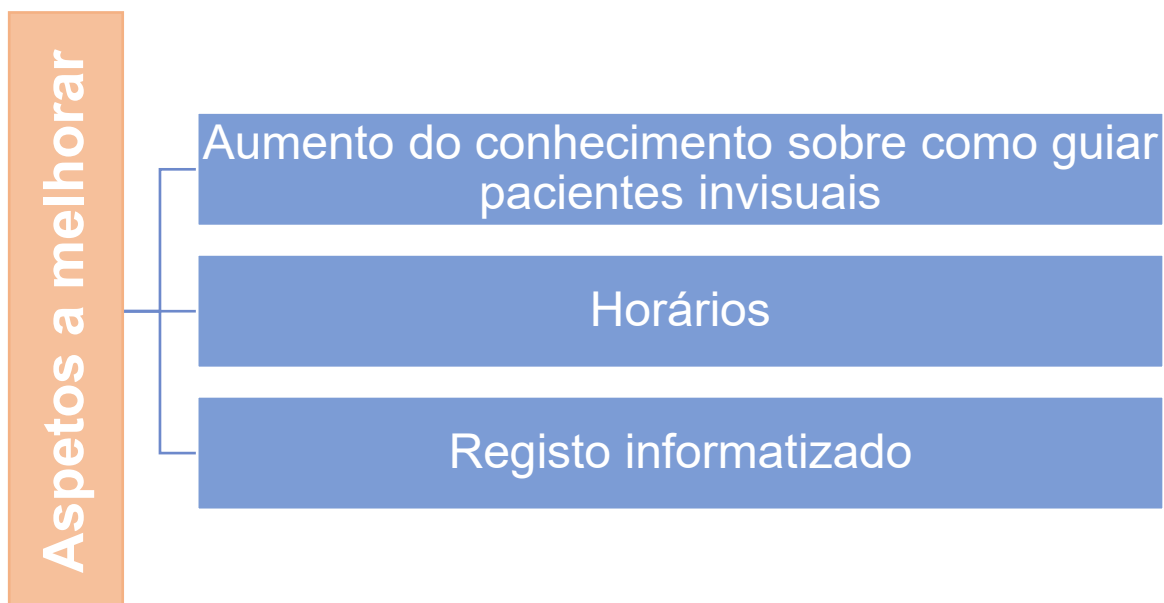 Aspetos a melhorar
Aumento do conhecimento sobre como guiar
pacientes invisuais
Horários
Registo informatizado